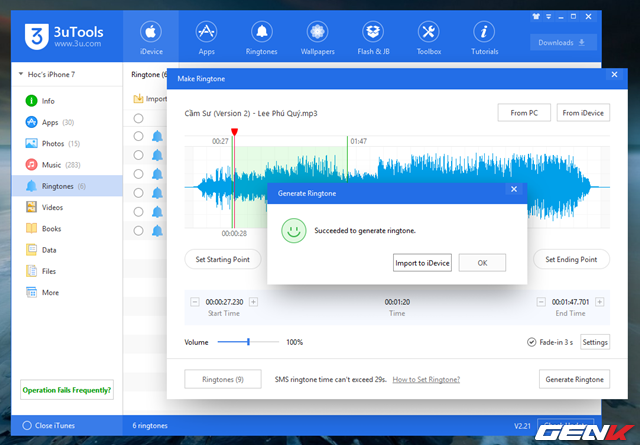 3uTools
www.3u.com
iDevice
Apps
Ringtones
Wallpapers
Flash & JB
Toolbox
Tutorials
Downloads
Hoc's iPhone 7
Info
Apps (30)
Photos (15)
Music (283)
Ringtones (6)
Videos
Books
Data
Files
More
Operation Fails Frequently?
Close iTunes
Ringtone (6
Import
Make Ringtone
Cầm Sư (Version 2) - Lee Phú Quý.mp3
From PC
From iDevice
00:27
01:47
00:00:28
Generate Ringtone
Succeeded to generate ringtone.
Import to iDevice
OK
Set Starting Point
Set Ending Point
00:00:27.230
Start Time
00:01:20
Time
00:01:47.701
End Time
Volume
100%
Fade-in 3 s
Settings
Ringtones (9)
SMS ringtone time can't exceed 29s.
How to Set Ringtone?
Generate Ringtone
6 ringtones
V2.21
GENK